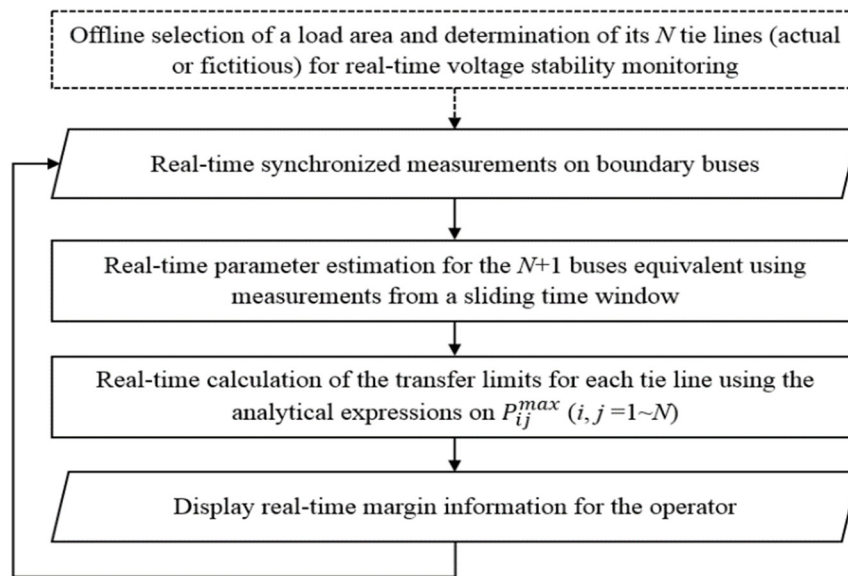 Offline selection of a load area and determination of its N tie lines (actual
or fictitious) for real-time voltage stability monitoring
Real-time synchronized measurements on boundary buses
Real-time parameter estimation for the N+1 buses equivalent using
measurements from a sliding time window
Real-time calculation of the transfer limits for each tie line using the
analytical expressions on P_{ij}^{max} (i, j =1~N)
Display real-time margin information for the operator